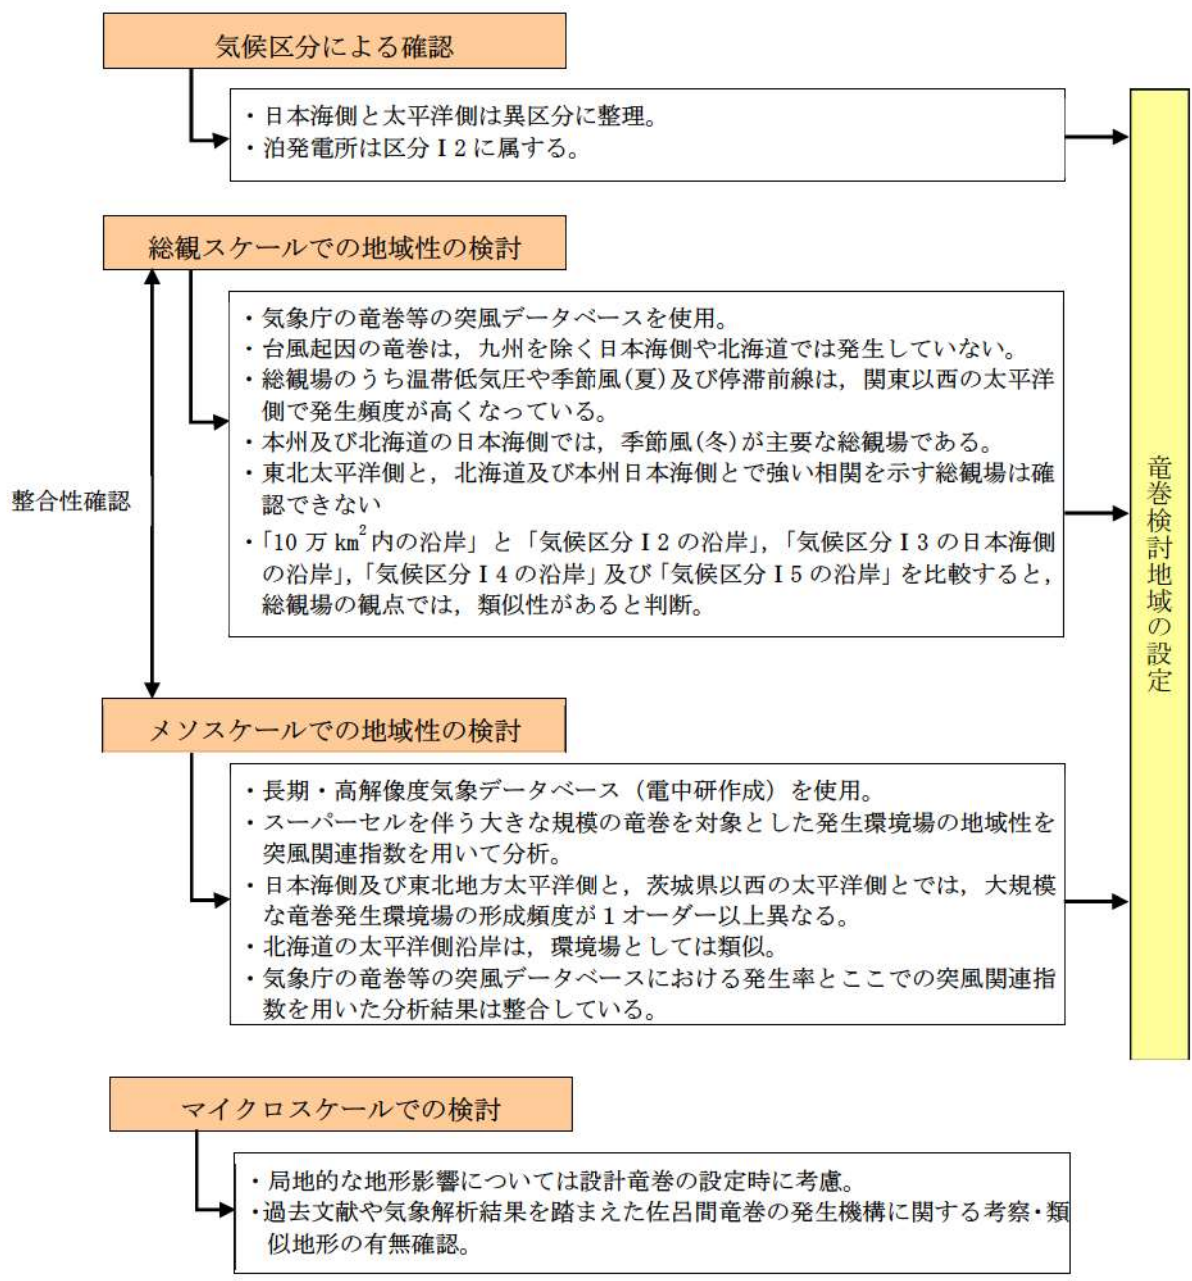 気候区分による確認
・日本海側と太平洋側は異区分に整理。
・泊発電所は区分Ⅰ2に属する。
総観スケールでの地域性の検討
・気象庁の竜巻等の突風データベースを使用。
・台風起因の竜巻は，九州を除く日本海側や北海道では発生していない。
・総観場のうち温帯低気圧や季節風(夏)及び停滞前線は，関東以西の太平洋
側で発生頻度が高くなっている。
・本州及び北海道の日本海側では，季節風(冬)が主要な総観場である。
・東北太平洋側と，北海道及び本州日本海側とで強い相関を示す総観場は確
認できない
・「10万km²内の沿岸」と「気候区分Ⅰ2の沿岸」，「気候区分Ⅰ3の日本海側
の沿岸」，「気候区分Ⅰ4の沿岸」及び「気候区分Ⅰ5の沿岸」を比較すると，
総観場の観点では，類似性があると判断。
整合性確認
メソスケールでの地域性の検討
・長期・高解像度気象データベース（電中研作成）を使用。
・スーパーセルを伴う大きな規模の竜巻を対象とした発生環境場の地域性を
突風関連指数を用いて分析。
・日本海側及び東北地方太平洋側と，茨城県以西の太平洋側とでは，大規模
な竜巻発生環境場の形成頻度が1オーダー以上異なる。
・北海道の太平洋側沿岸は，環境場としては類似。
・気象庁の竜巻等の突風データベースにおける発生率とここでの突風関連指
数を用いた分析結果は整合している。
マイクロスケールでの検討
・局地的な地形影響については設計竜巻の設定時に考慮。
・過去文献や気象解析結果を踏まえた佐呂間竜巻の発生機構に関する考察・類
似地形の有無確認。
竜巻検討地域の設定